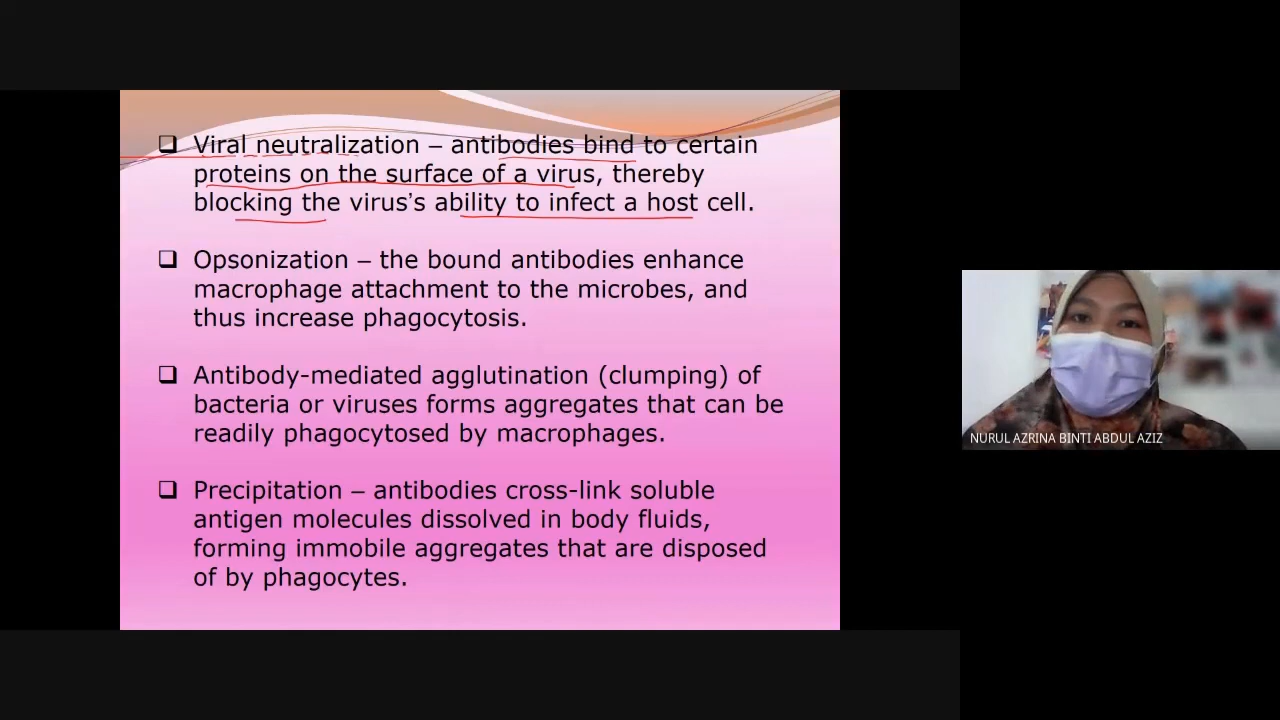 ❑ Viral neutralization – antibodies bind to certain
proteins on the surface of a virus, thereby
blocking the virus’s ability to infect a host cell.
❑ Opsonization – the bound antibodies enhance
macrophage attachment to the microbes, and
thus increase phagocytosis.
❑ Antibody-mediated agglutination (clumping) of
bacteria or viruses forms aggregates that can be
readily phagocytosed by macrophages.
❑ Precipitation – antibodies cross-link soluble
antigen molecules dissolved in body fluids,
forming immobile aggregates that are disposed
of by phagocytes.
NURUL AZRINA BINTI ABDUL AZIZ